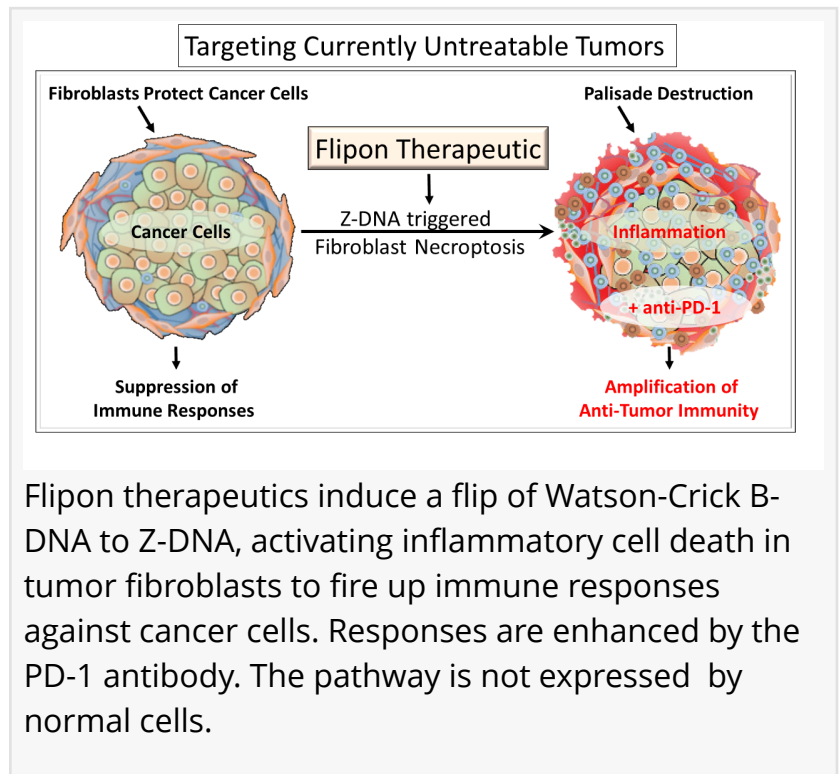 Targeting Currently Untreatable Tumors
Fibroblasts Protect Cancer Cells
Palisade Destruction
Flipon Therapeutic
Cancer Cells
Z-DNA triggered
Fibroblast Necroptosis
Inflammation
+ anti-PD-1
Suppression of
Immune Responses
Amplification of
Anti-Tumor Immunity
Flipon therapeutics induce a flip of Watson-Crick B-
DNA to Z-DNA, activating inflammatory cell death in
tumor fibroblasts to fire up immune responses
against cancer cells. Responses are enhanced by the
PD-1 antibody. The pathway is not expressed  by
normal cells.